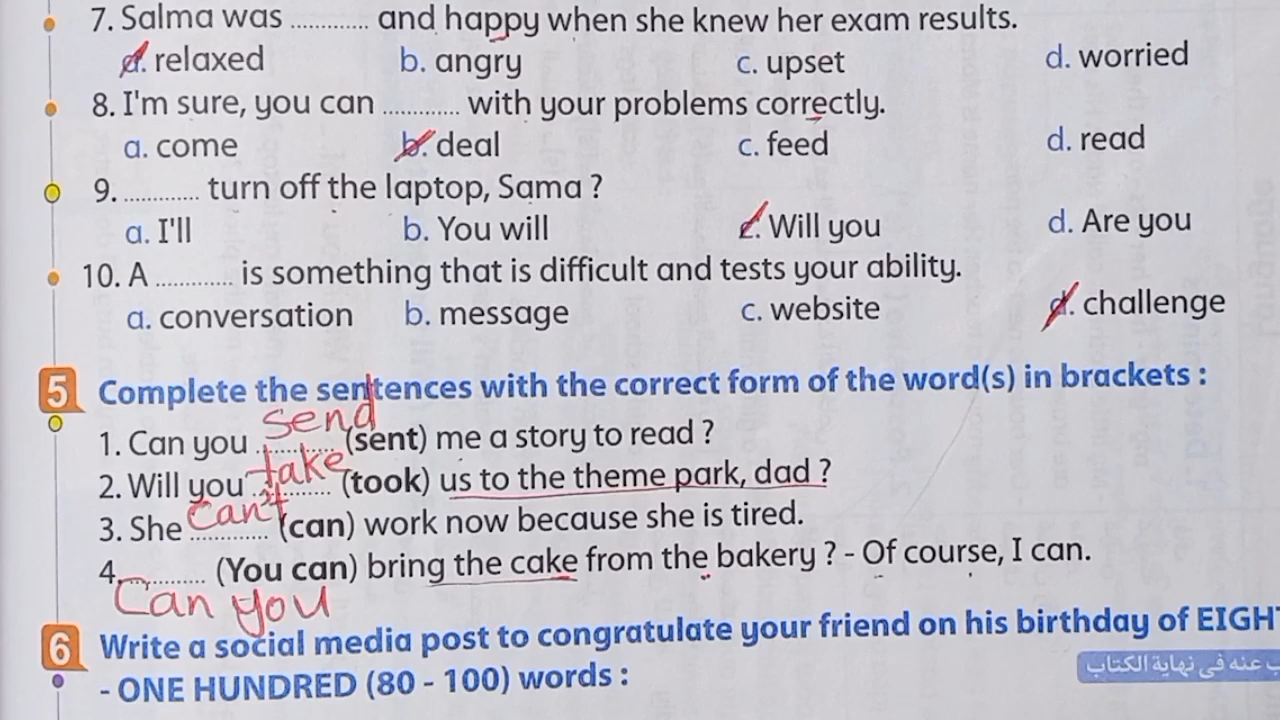 7. Salma was ............ and happy when she knew her exam results.
a. relaxed b. angry c. upset d. worried
8. I'm sure, you can ............ with your problems correctly.
a. come b. deal c. feed d. read
9. ............ turn off the laptop, Sama ?
a. I'll b. You will c. Will you d. Are you
10. A ............ is something that is difficult and tests your ability.
a. conversation b. message c. website d. challenge
5 Complete the sentences with the correct form of the word(s) in brackets :
send
1. Can you ............ (sent) me a story to read ?
take
2. Will you ............ (took) us to the theme park, dad ?
can't
3. She ............ (can) work now because she is tired.
4. ............ (You can) bring the cake from the bakery ? - Of course, I can.
Can you
6 Write a social media post to congratulate your friend on his birthday of EIGHT
- ONE HUNDRED (80 - 100) words :
عنه فى نهاية الكتاب